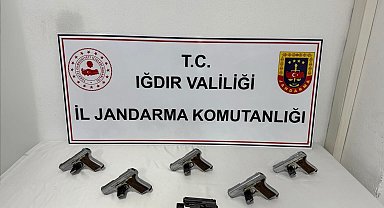 T.C.
IĞDIR VALİLİĞİ
İL JANDARMA KOMUTANLIĞI